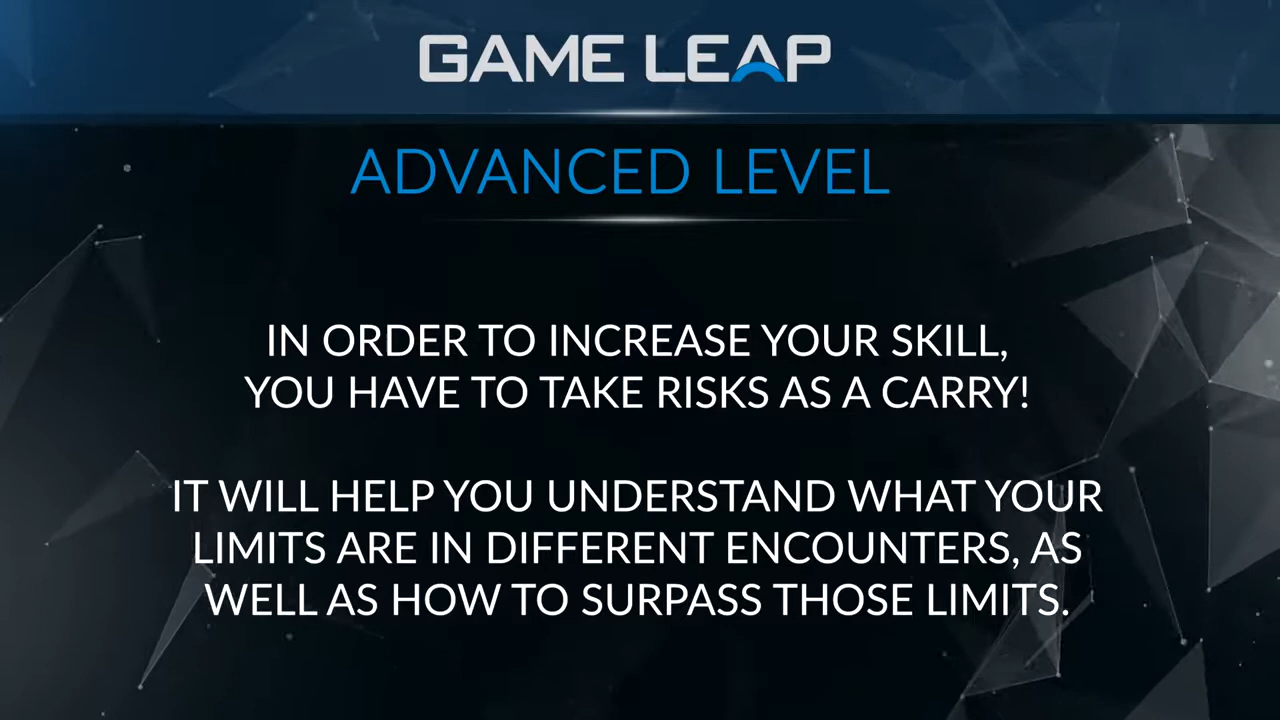 GAME LEAP
ADVANCED LEVEL
IN ORDER TO INCREASE YOUR SKILL,
YOU HAVE TO TAKE RISKS AS A CARRY!
IT WILL HELP YOU UNDERSTAND WHAT YOUR
LIMITS ARE IN DIFFERENT ENCOUNTERS, AS
WELL AS HOW TO SURPASS THOSE LIMITS.